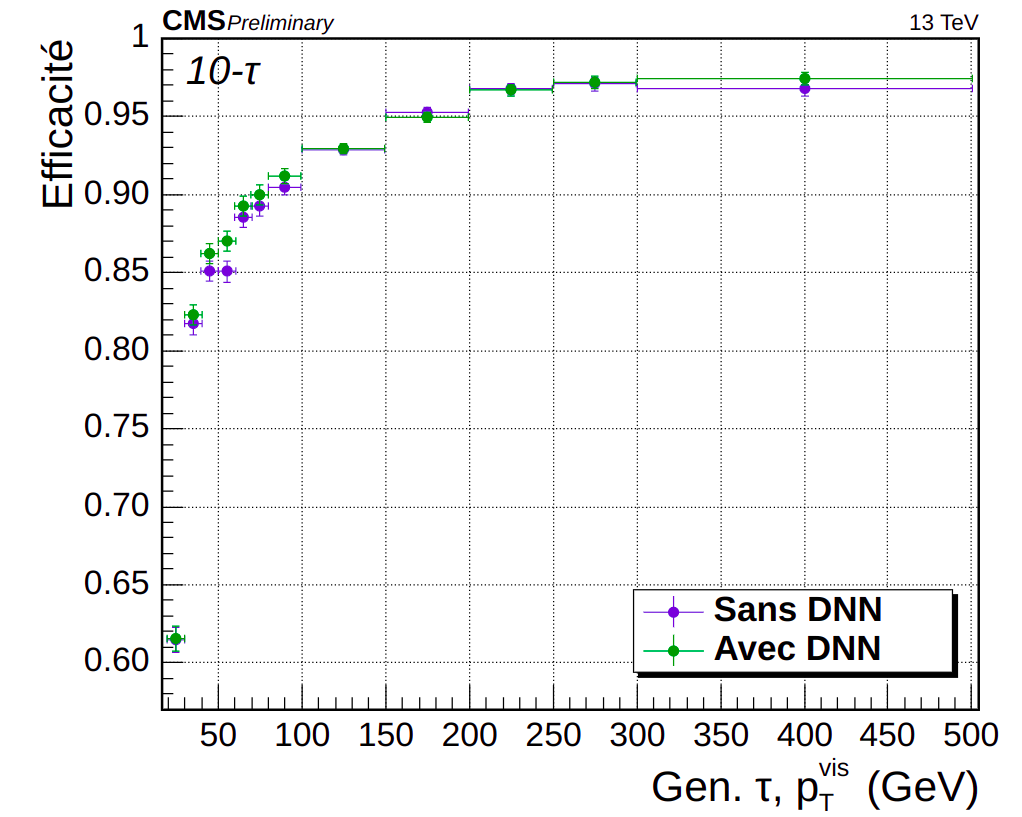 CMS Preliminary
13 TeV
10-τ
Efficacité
1
0.95
0.90
0.85
0.80
0.75
0.70
0.65
0.60
Sans DNN
Avec DNN
50 100 150 200 250 300 350 400 450 500
Gen. τ, p_T^vis (GeV)